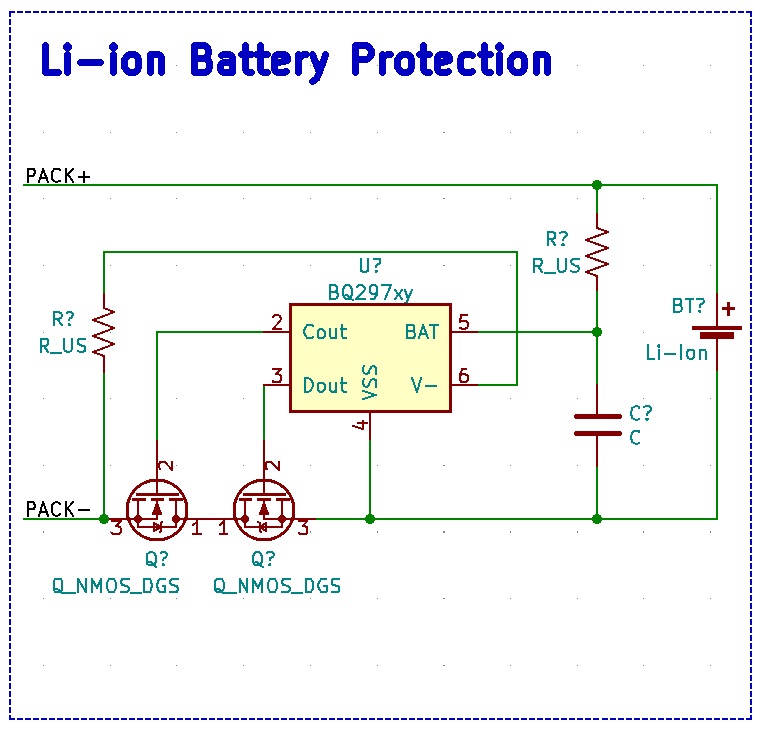 Li-ion Battery Protection
PACK+
R?
R_US
U?
BQ297xy
R?
R_US
BT?
+
Li-Ion
2
Cout
BAT
5
3
Dout
VSS
V-
6
4
C?
C
2
2
PACK-
3
1
1
3
Q?
Q?
Q_NMOS_DGS
Q_NMOS_DGS